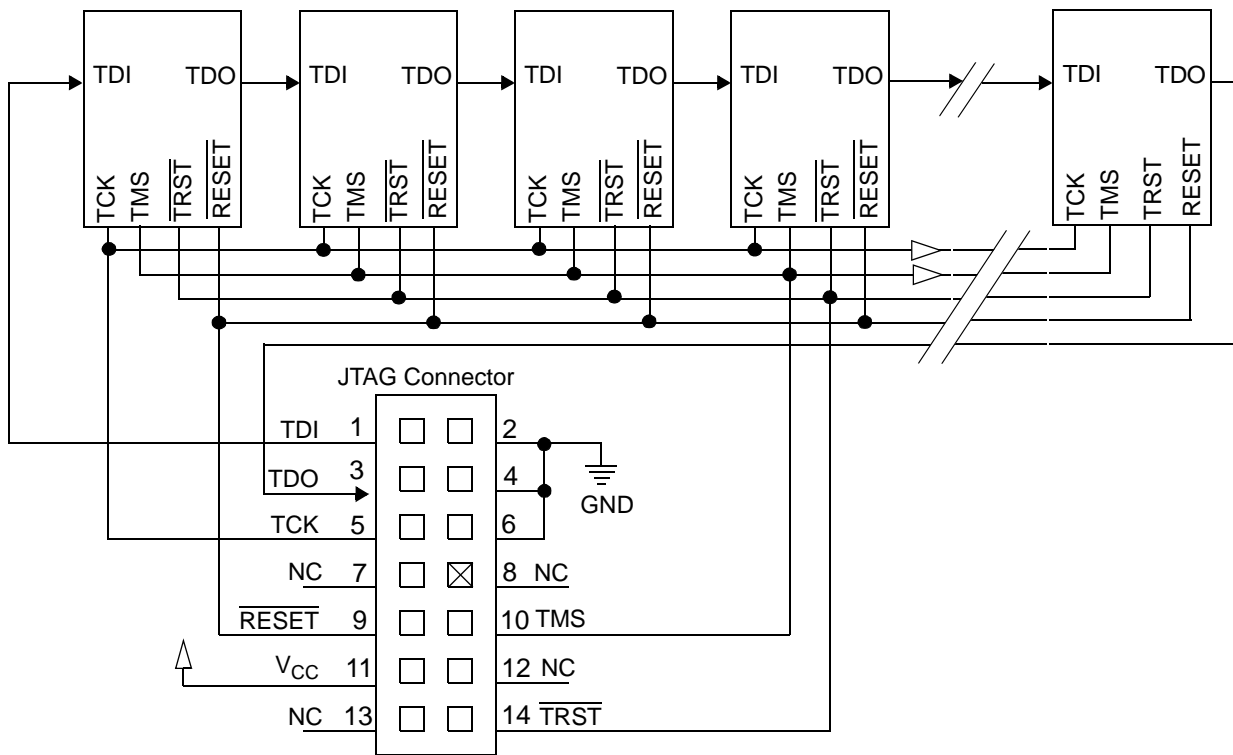 TDI TDO TDI TDO TDI TDO TDI TDO TDI TDO
TCK TMS TRST RESET TCK TMS TRST RESET TCK TMS TRST RESET TCK TMS TRST RESET TCK TMS TRST RESET
JTAG Connector
TDI 1 2
TDO 3 4
GND
TCK 5 6
NC 7 8 NC
RESET 9 10 TMS
VCC 11 12 NC
NC 13 14 TRST